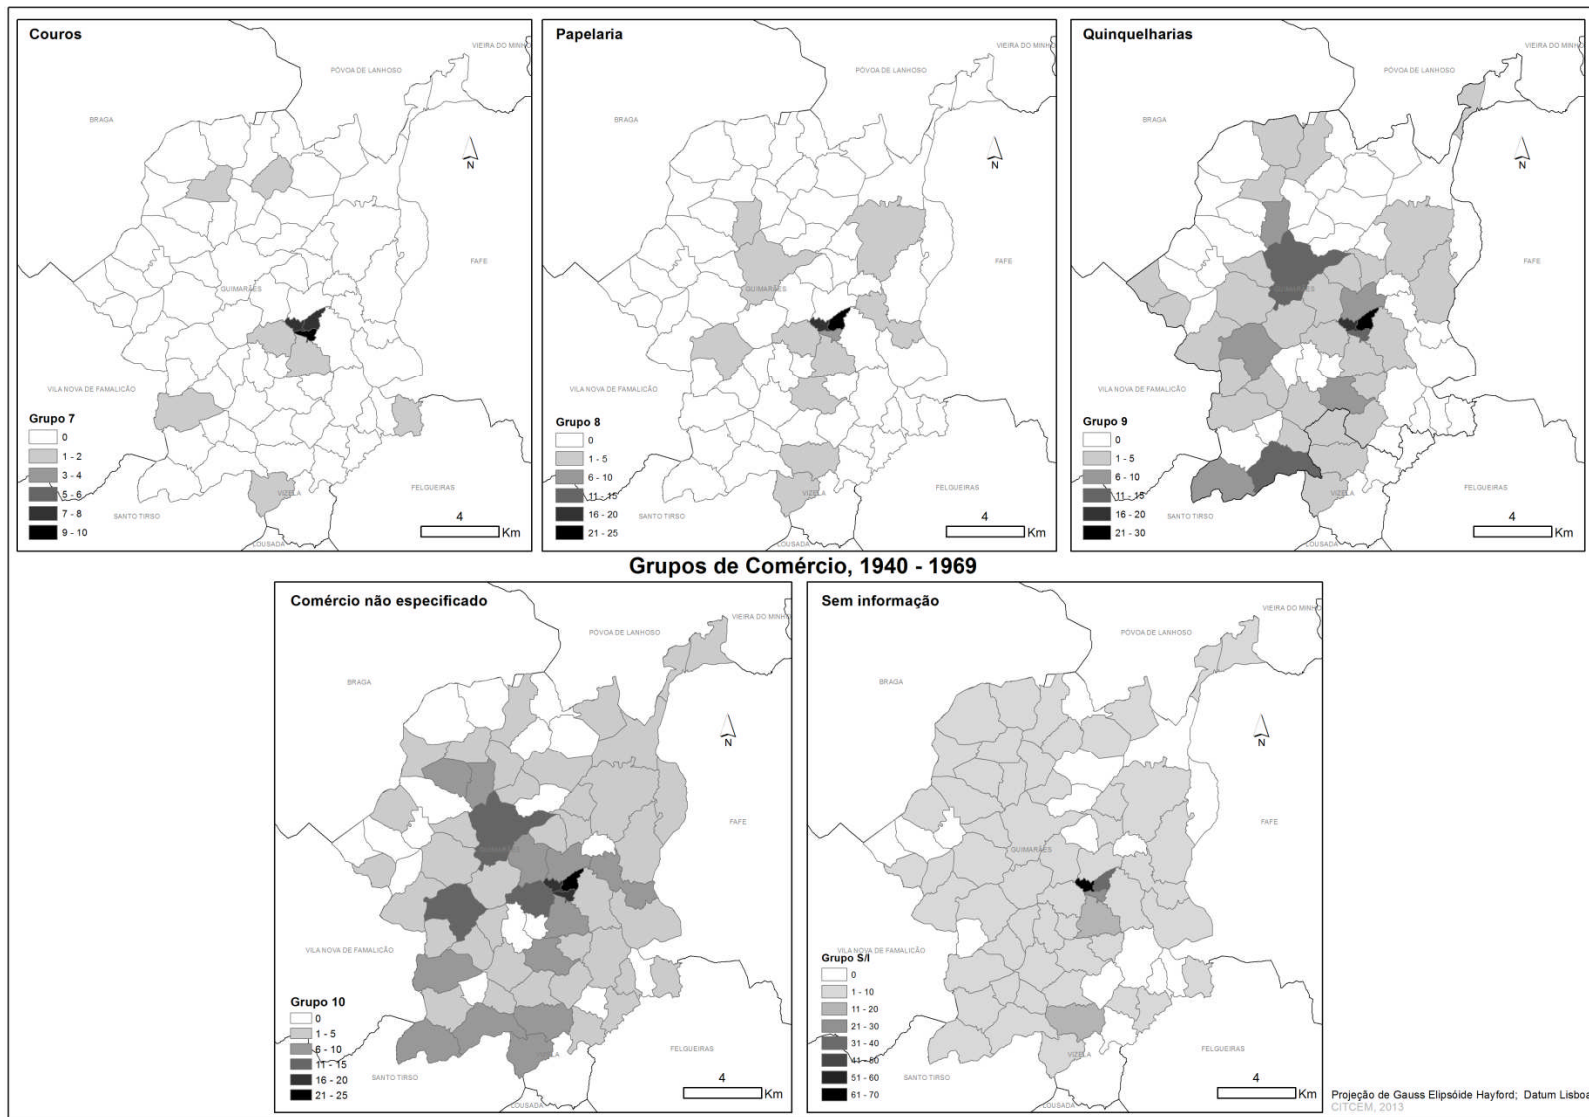 Couros
VIEIRA DO MINHO
PÓVOA DE LANHOSO
BRAGA
N
FAFE
GUIMARÃES
VILA NOVA DE FAMALICÃO
Grupo 7
0
1 - 2
3 - 4
5 - 6
7 - 8
9 - 10
VIZELA
FELGUEIRAS
SANTO TIRSO
LOUSADA
4
Km
Papelaria
VIEIRA DO MINHO
PÓVOA DE LANHOSO
BRAGA
N
FAFE
GUIMARÃES
VILA NOVA DE FAMALICÃO
Grupo 8
0
1 - 5
6 - 10
11 - 15
16 - 20
21 - 25
VIZELA
FELGUEIRAS
SANTO TIRSO
LOUSADA
4
Km
Quinquelharias
VIEIRA DO MINHO
PÓVOA DE LANHOSO
BRAGA
N
FAFE
GUIMARÃES
VILA NOVA DE FAMALICÃO
Grupo 9
0
1 - 5
6 - 10
11 - 15
16 - 20
21 - 30
VIZELA
FELGUEIRAS
SANTO TIRSO
LOUSADA
4
Km
Grupos de Comércio, 1940 - 1969
Comércio não especificado
VIEIRA DO MINHO
PÓVOA DE LANHOSO
BRAGA
N
FAFE
GUIMARÃES
VILA NOVA DE FAMALICÃO
Grupo 10
0
1 - 5
6 - 10
11 - 15
16 - 20
21 - 25
VIZELA
FELGUEIRAS
SANTO TIRSO
LOUSADA
4
Km
Sem informação
VIEIRA DO MINHO
PÓVOA DE LANHOSO
BRAGA
N
FAFE
GUIMARÃES
VILA NOVA DE FAMALICÃO
Grupo S/I
0
1 - 10
11 - 20
21 - 30
31 - 40
41 - 50
51 - 60
61 - 70
VIZELA
FELGUEIRAS
SANTO TIRSO
LOUSADA
4
Km
Projeção de Gauss Elipsóide Hayford; Datum Lisboa
CITCEM, 2013